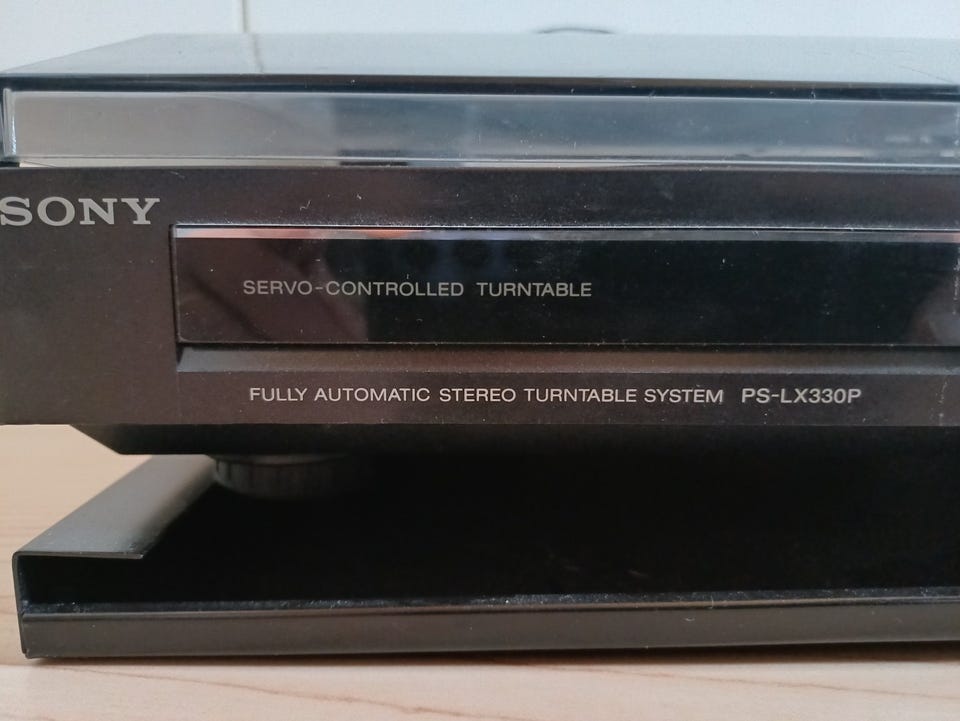 SONY
SERVO-CONTROLLED TURNTABLE
FULLY AUTOMATIC STEREO TURNTABLE SYSTEM PS-LX330P